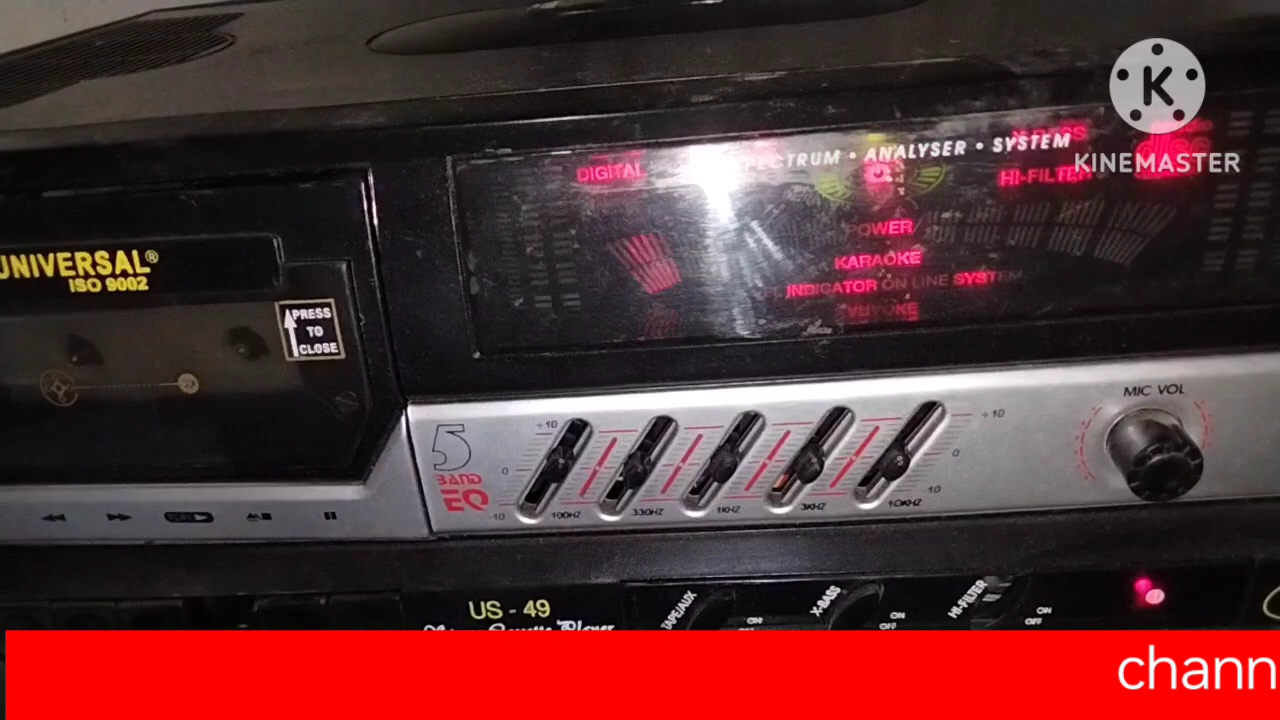 UNIVERSAL®
ISO 9002
PRESS
TO
CLOSE
DIGITAL
SPECTRUM • ANALYSER • SYSTEM
HI-FILTER
POWER
KARAOKE
INDICATOR ON LINE SYSTEM
K
KINEMASTER
MIC VOL
5
BAND
EQ
+10
0
-10
100HZ
330HZ
1KHZ
3KHZ
10KHZ
+10
0
10
US - 49
TAPE/AUX
ON
X-BASS
ON
OFF
HI-FILTER
ON
OFF
chann